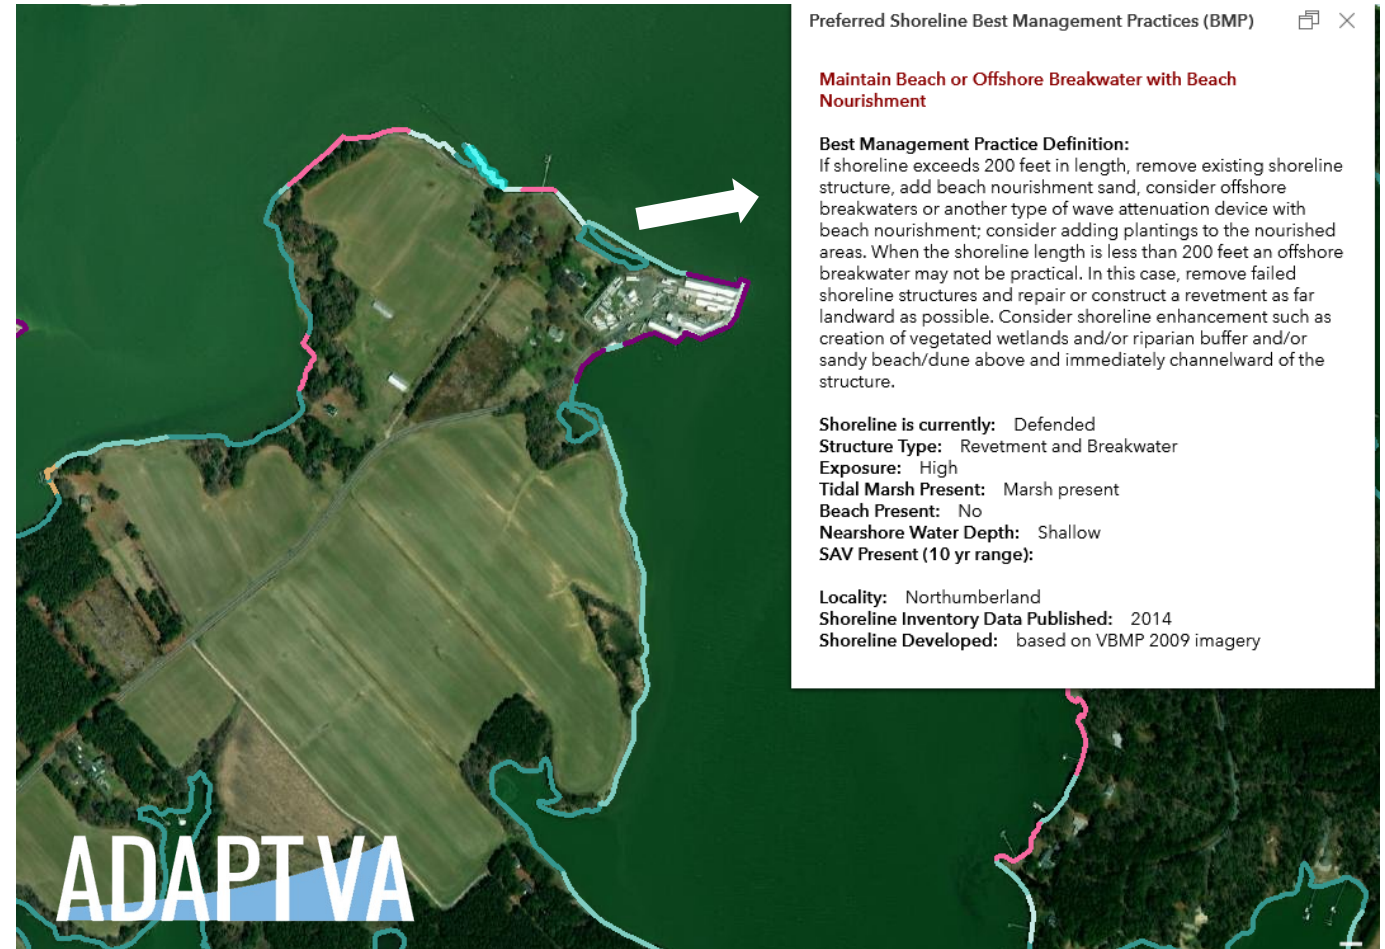 Preferred Shoreline Best Management Practices (BMP)
Maintain Beach or Offshore Breakwater with Beach
Nourishment
Best Management Practice Definition:
If shoreline exceeds 200 feet in length, remove existing shoreline
structure, add beach nourishment sand, consider offshore
breakwaters or another type of wave attenuation device with
beach nourishment; consider adding plantings to the nourished
areas. When the shoreline length is less than 200 feet an offshore
breakwater may not be practical. In this case, remove failed
shoreline structures and repair or construct a revetment as far
landward as possible. Consider shoreline enhancement such as
creation of vegetated wetlands and/or riparian buffer and/or
sandy beach/dune above and immediately channelward of the
structure.
Shoreline is currently: Defended
Structure Type: Revetment and Breakwater
Exposure: High
Tidal Marsh Present: Marsh present
Beach Present: No
Nearshore Water Depth: Shallow
SAV Present (10 yr range):
Locality: Northumberland
Shoreline Inventory Data Published: 2014
Shoreline Developed: based on VBMP 2009 imagery
ADAPT VA